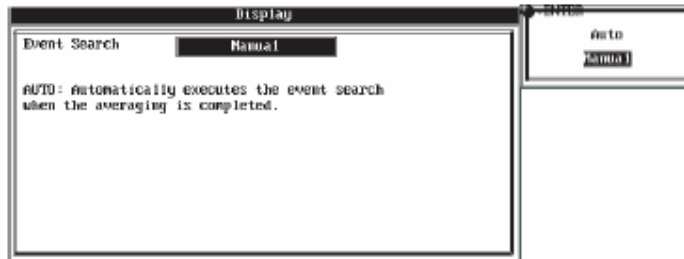 Display
Event Search Manual
AUTO: Automatically executes the event search
when the averaging is completed.
ENTER
Auto
Manual